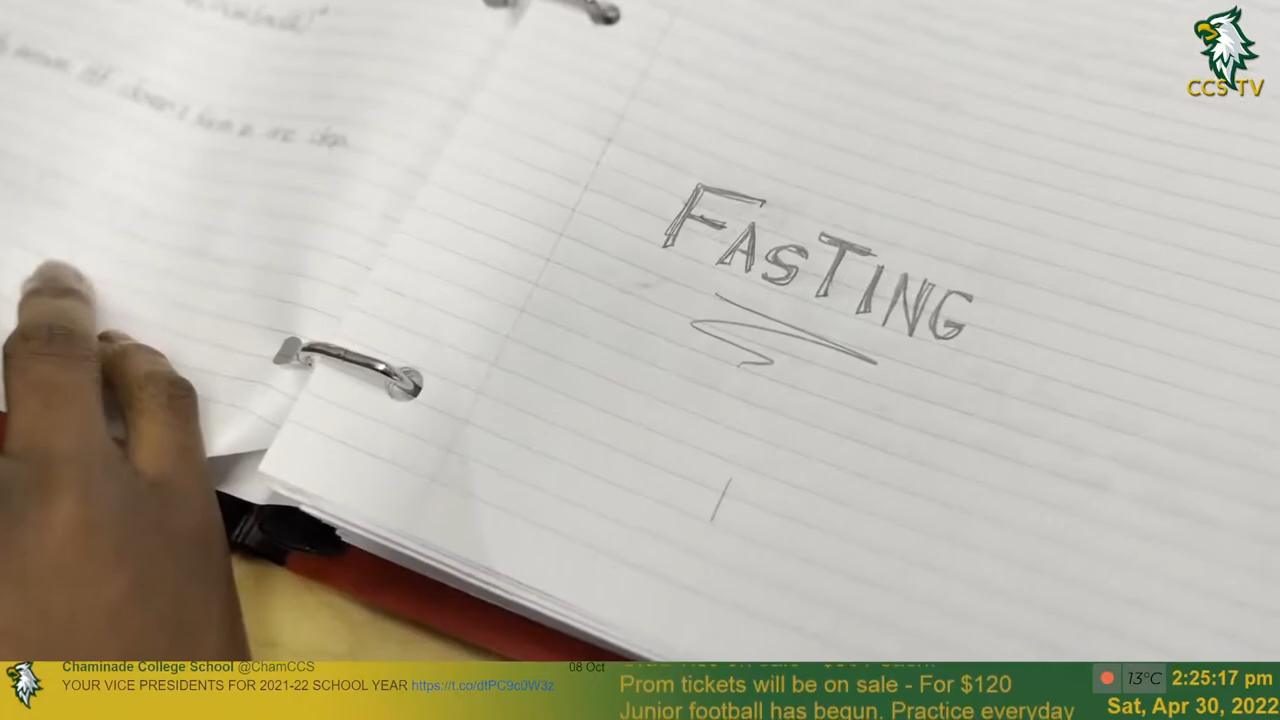 CCS TV
FASTING
Chaminade College School @ChamCCS
08 Oct
YOUR VICE PRESIDENTS FOR 2021-22 SCHOOL YEAR https://t.co/dtPC9c0W3z
Prom tickets will be on sale - For $120
Junior football has begun. Practice everyday
13°C
2:25:17 pm
Sat, Apr 30, 2022